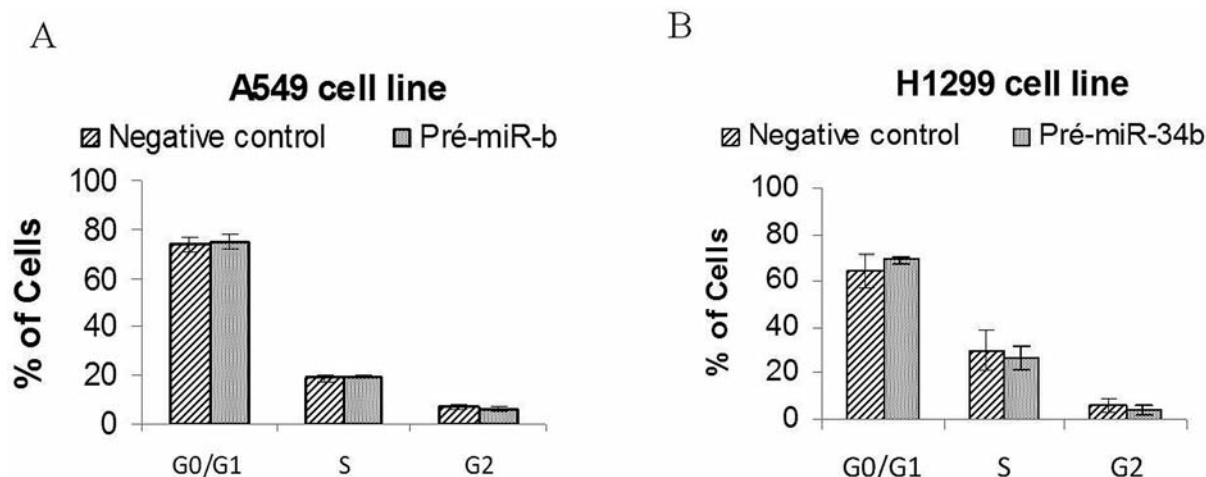 A
A549 cell line
Negative control Pré-miR-b
100
80
60
40
20
0
% of Cells
G0/G1 S G2
B
H1299 cell line
Negative control Pré-miR-34b
100
80
60
40
20
0
% of Cells
G0/G1 S G2